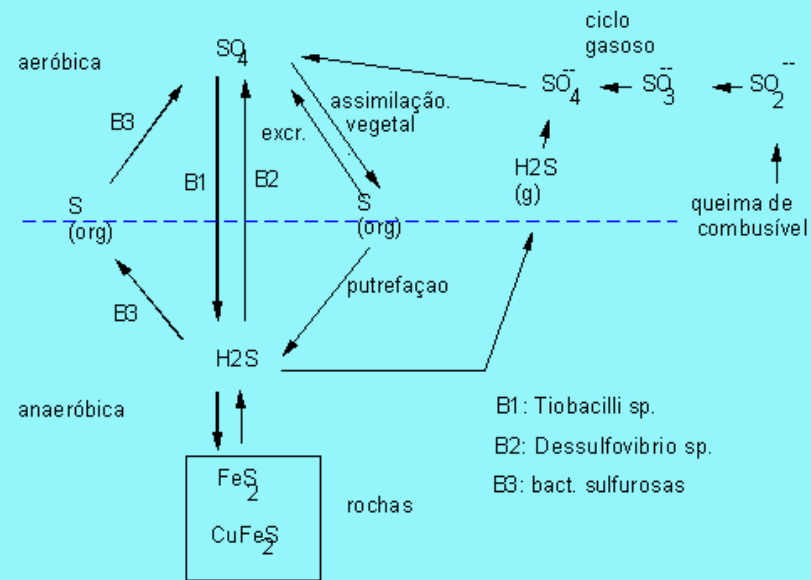 ciclo
gasoso
aeróbica
SO4
SO4-- SO3-- SO2--
assimilação.
vegetal
excr.
B3
B1
B2
H2S
(g)
S
(org)
S
(org)
queima de
combusível
putrefaçao
B3
H2S
anaeróbica
B1: Tiobacilli sp.
B2: Dessulfovibrio sp.
B3: bact. sulfurosas
FeS2
rochas
CuFeS2